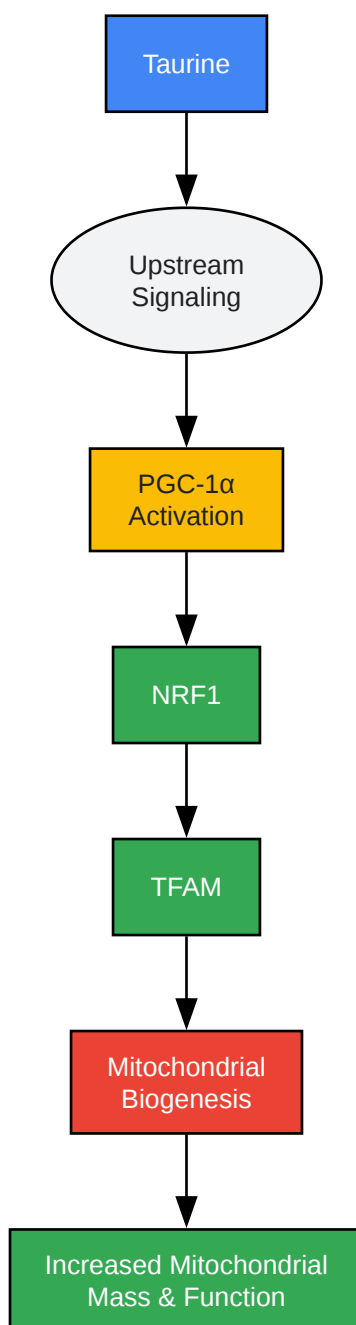 Taurine
Upstream
Signaling
PGC-1α
Activation
NRF1
TFAM
Mitochondrial
Biogenesis
Increased Mitochondrial
Mass & Function